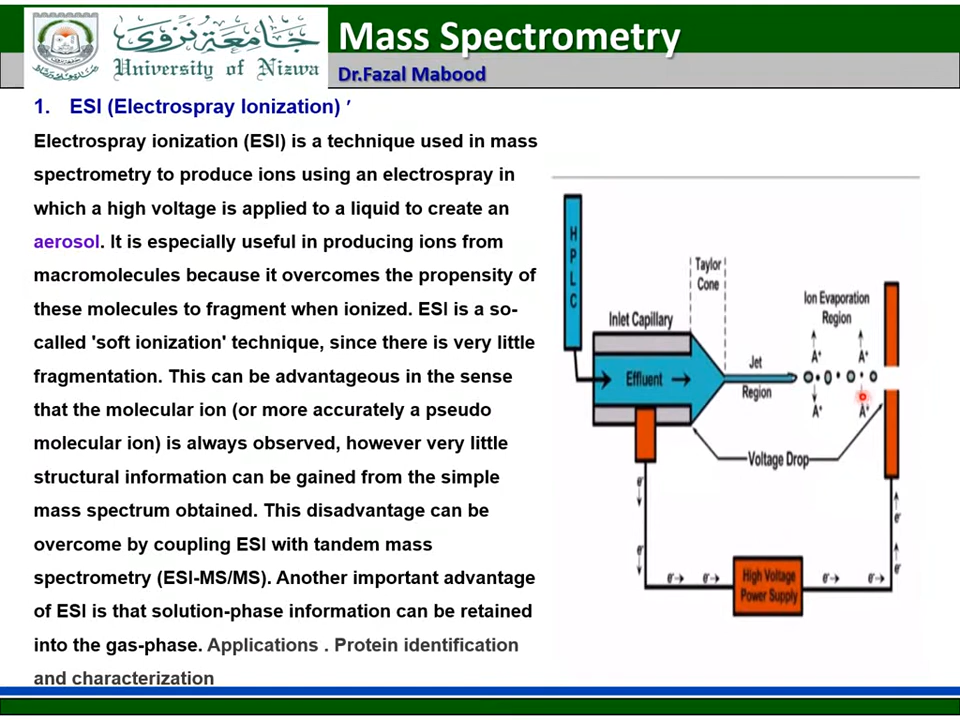 جامعة نزوى
University of Nizwa
Mass Spectrometry
Dr.Fazal Mabood
1. ESI (Electrospray Ionization) ′
Electrospray ionization (ESI) is a technique used in mass
spectrometry to produce ions using an electrospray in
which a high voltage is applied to a liquid to create an
aerosol. It is especially useful in producing ions from
macromolecules because it overcomes the propensity of
these molecules to fragment when ionized. ESI is a so-
called 'soft ionization' technique, since there is very little
fragmentation. This can be advantageous in the sense
that the molecular ion (or more accurately a pseudo
molecular ion) is always observed, however very little
structural information can be gained from the simple
mass spectrum obtained. This disadvantage can be
overcome by coupling ESI with tandem mass
spectrometry (ESI-MS/MS). Another important advantage
of ESI is that solution-phase information can be retained
into the gas-phase. Applications . Protein identification
and characterization
HPLC
Taylor
Cone
Inlet Capillary
Effluent
Jet
Region
Ion Evaporation
Region
A⁺ A⁺
A⁺ A⁺
Voltage Drop
e⁻ e⁻
e⁻ e⁻
e⁻ e⁻ e⁻ e⁻
High Voltage
Power Supply